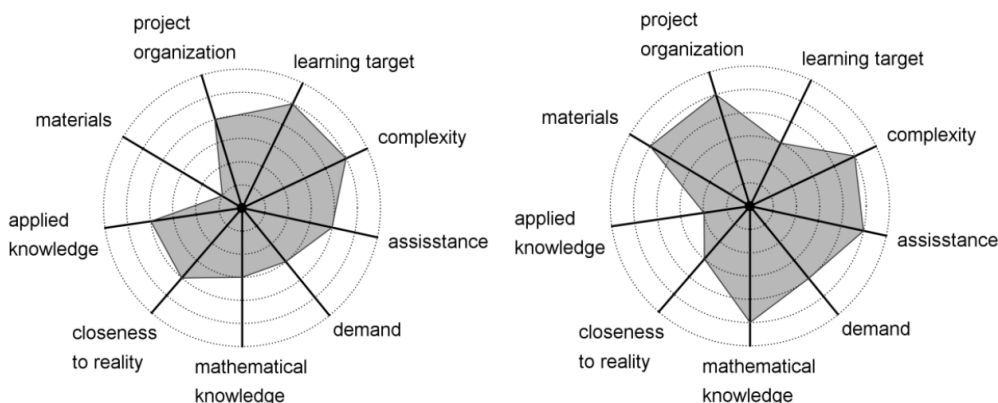 project
organization
learning target
complexity
assisstance
demand
mathematical
knowledge
closeness
to reality
applied
knowledge
materials
project
organization
learning target
complexity
assisstance
demand
mathematical
knowledge
closeness
to reality
applied
knowledge
materials